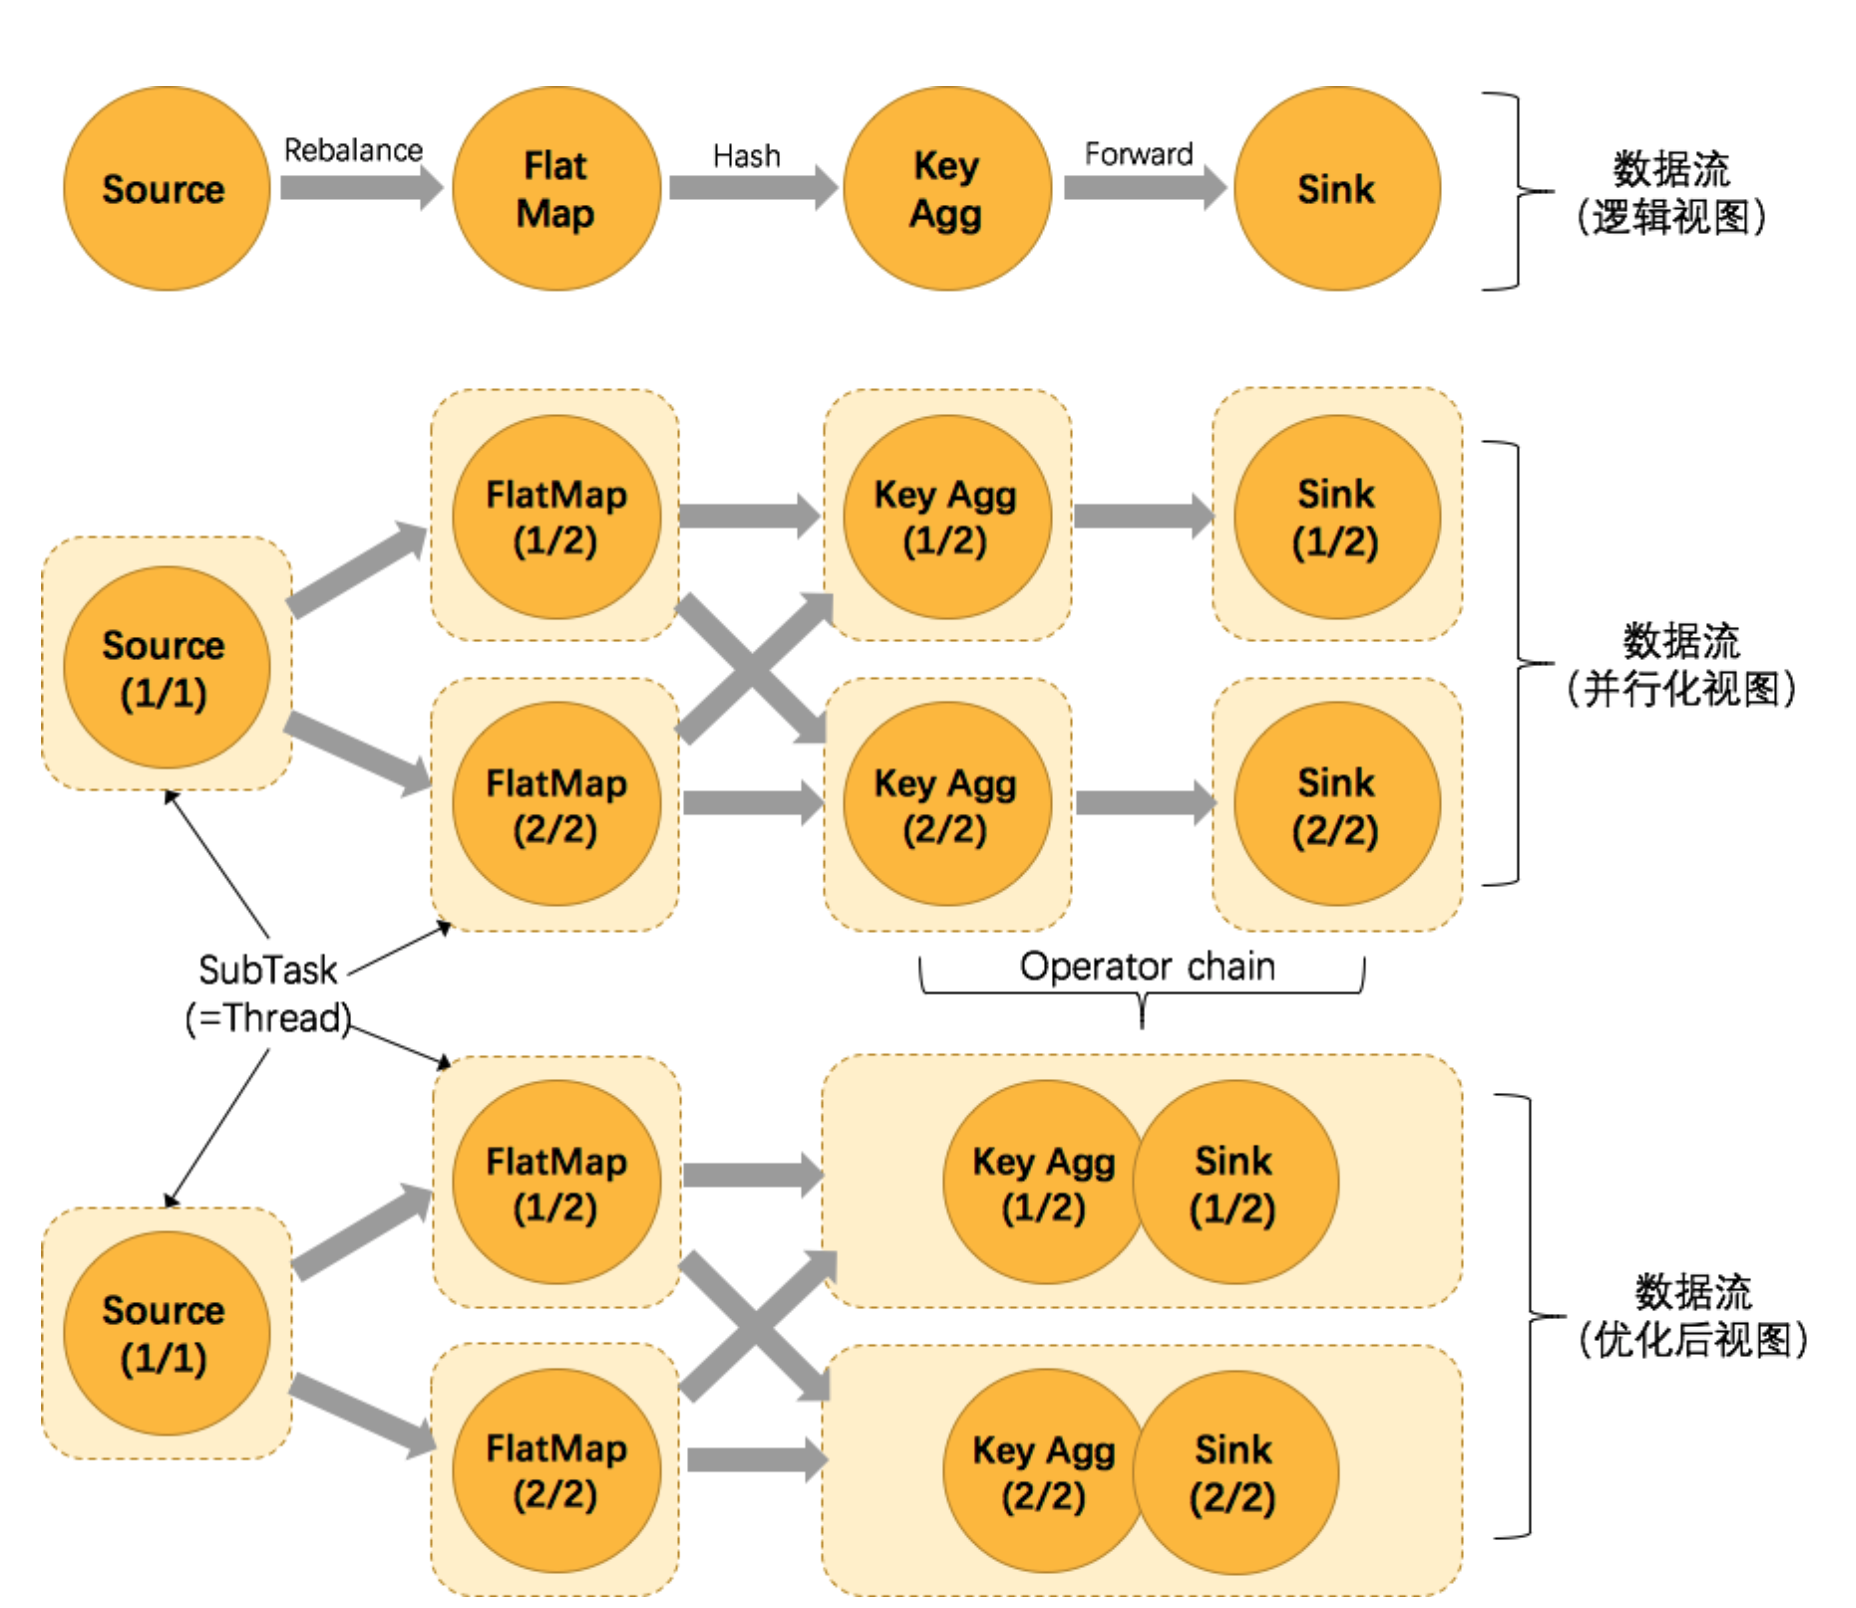 Rebalance
Hash
Forward
Source
Flat
Map
Key
Agg
Sink
数据流
(逻辑视图)
Source
(1/1)
FlatMap
(1/2)
Key Agg
(1/2)
Sink
(1/2)
FlatMap
(2/2)
Key Agg
(2/2)
Sink
(2/2)
数据流
(并行化视图)
SubTask
(=Thread)
Operator chain
Source
(1/1)
FlatMap
(1/2)
Key Agg
(1/2)
Sink
(1/2)
FlatMap
(2/2)
Key Agg
(2/2)
Sink
(2/2)
数据流
(优化后视图)